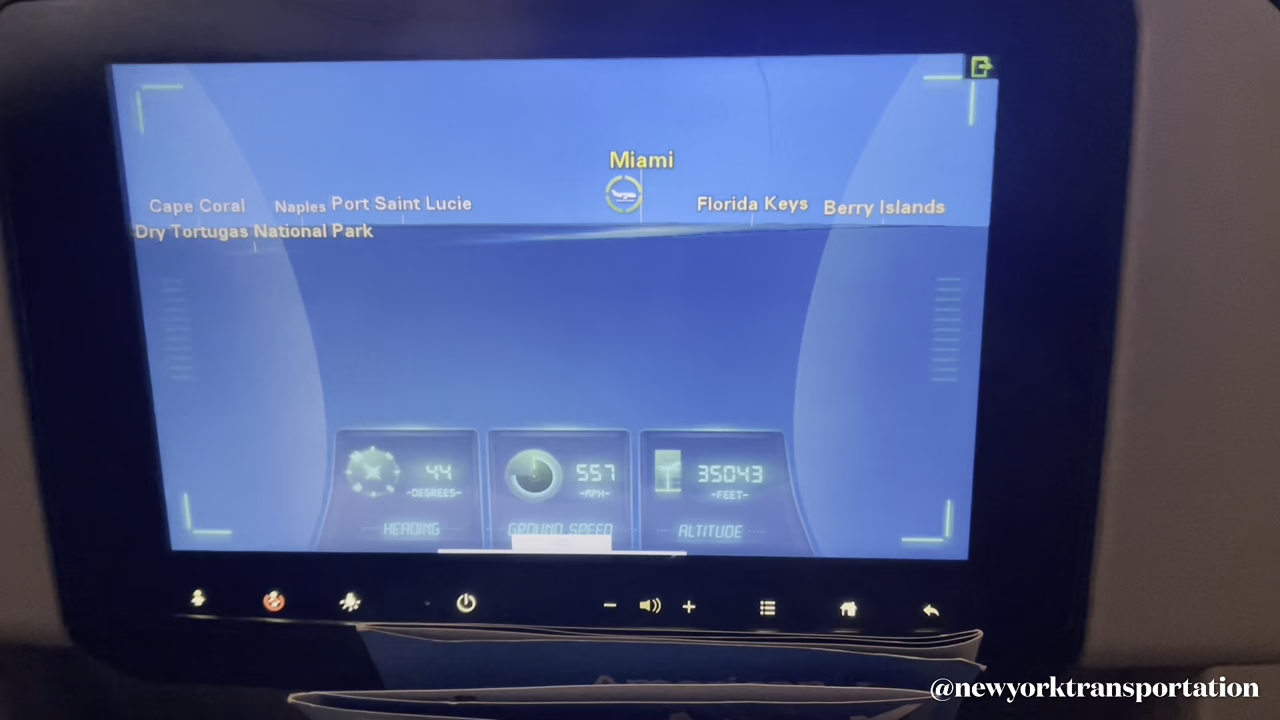 Miami
Cape Coral
Naples
Port Saint Lucie
Florida Keys
Berry Islands
Dry Tortugas National Park
44
-DEGREES-
HEADING
557
-MPH-
GROUND SPEED
35043
-FEET-
ALTITUDE
@newyorktransportation